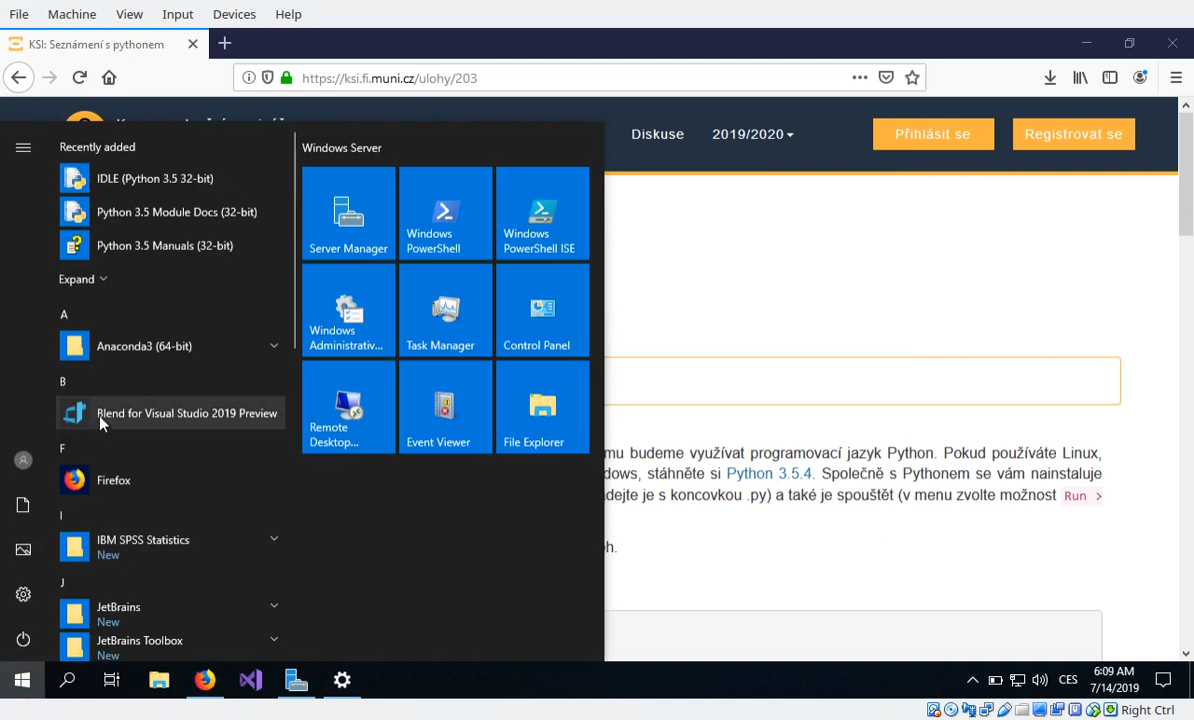 File Machine View Input Devices Help
KSI: Seznámení s pythonem
https://ksi.fi.muni.cz/ulohy/203
Diskuse 2019/2020 Přihlásit se Registrovat se
Recently added
IDLE (Python 3.5 32-bit)
Python 3.5 Module Docs (32-bit)
Python 3.5 Manuals (32-bit)
Expand
A
Anaconda3 (64-bit)
B
Blend for Visual Studio 2019 Preview
F
Firefox
I
IBM SPSS Statistics
New
J
JetBrains
New
JetBrains Toolbox
New
Windows Server
Server Manager
Windows PowerShell
Windows PowerShell ISE
Windows Administrativ...
Task Manager
Control Panel
Remote Desktop...
Event Viewer
File Explorer
mu budeme využívat programovací jazyk Python. Pokud používáte Linux,
dows, stáhněte si Python 3.5.4. Společně s Pythonem se vám nainstaluje
dejte je s koncovkou .py) a také je spouštět (v menu zvolte možnost Run >
h.
CES
6:09 AM
7/14/2019
Right Ctrl